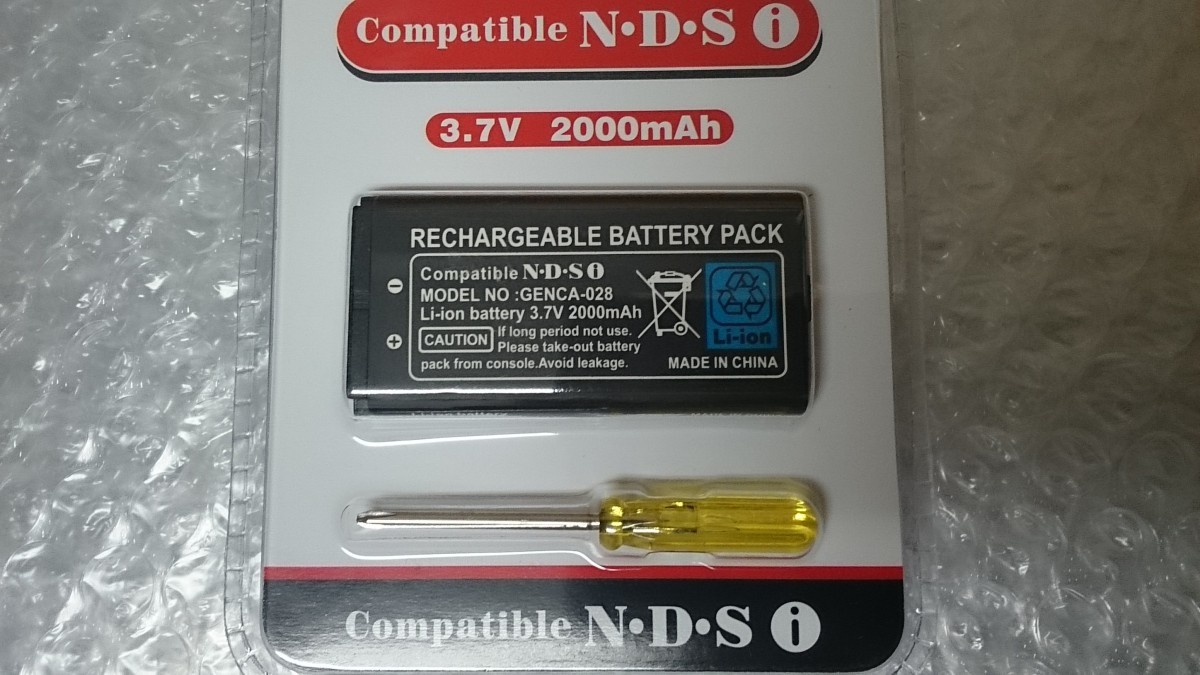 Compatible N•D•S i
3.7V 2000mAh
RECHARGEABLE BATTERY PACK
Compatible N•D•S i
MODEL NO :GENCA-028
Li-ion battery 3.7V 2000mAh
CAUTION If long period not use.
Please take-out battery
pack from console.Avoid leakage.
Li-ion
MADE IN CHINA
Compatible N•D•S i